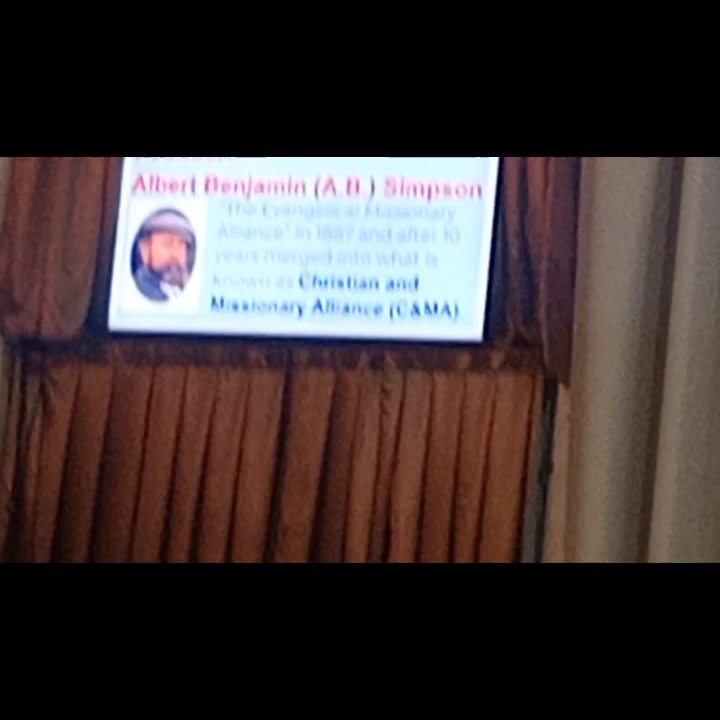 Albert Benjamin (A.B.) Simpson
"The Evangelical Missionary
Alliance" in 1887 and after 10
years merged into what is
known as Christian and
Missionary Alliance (C&MA).